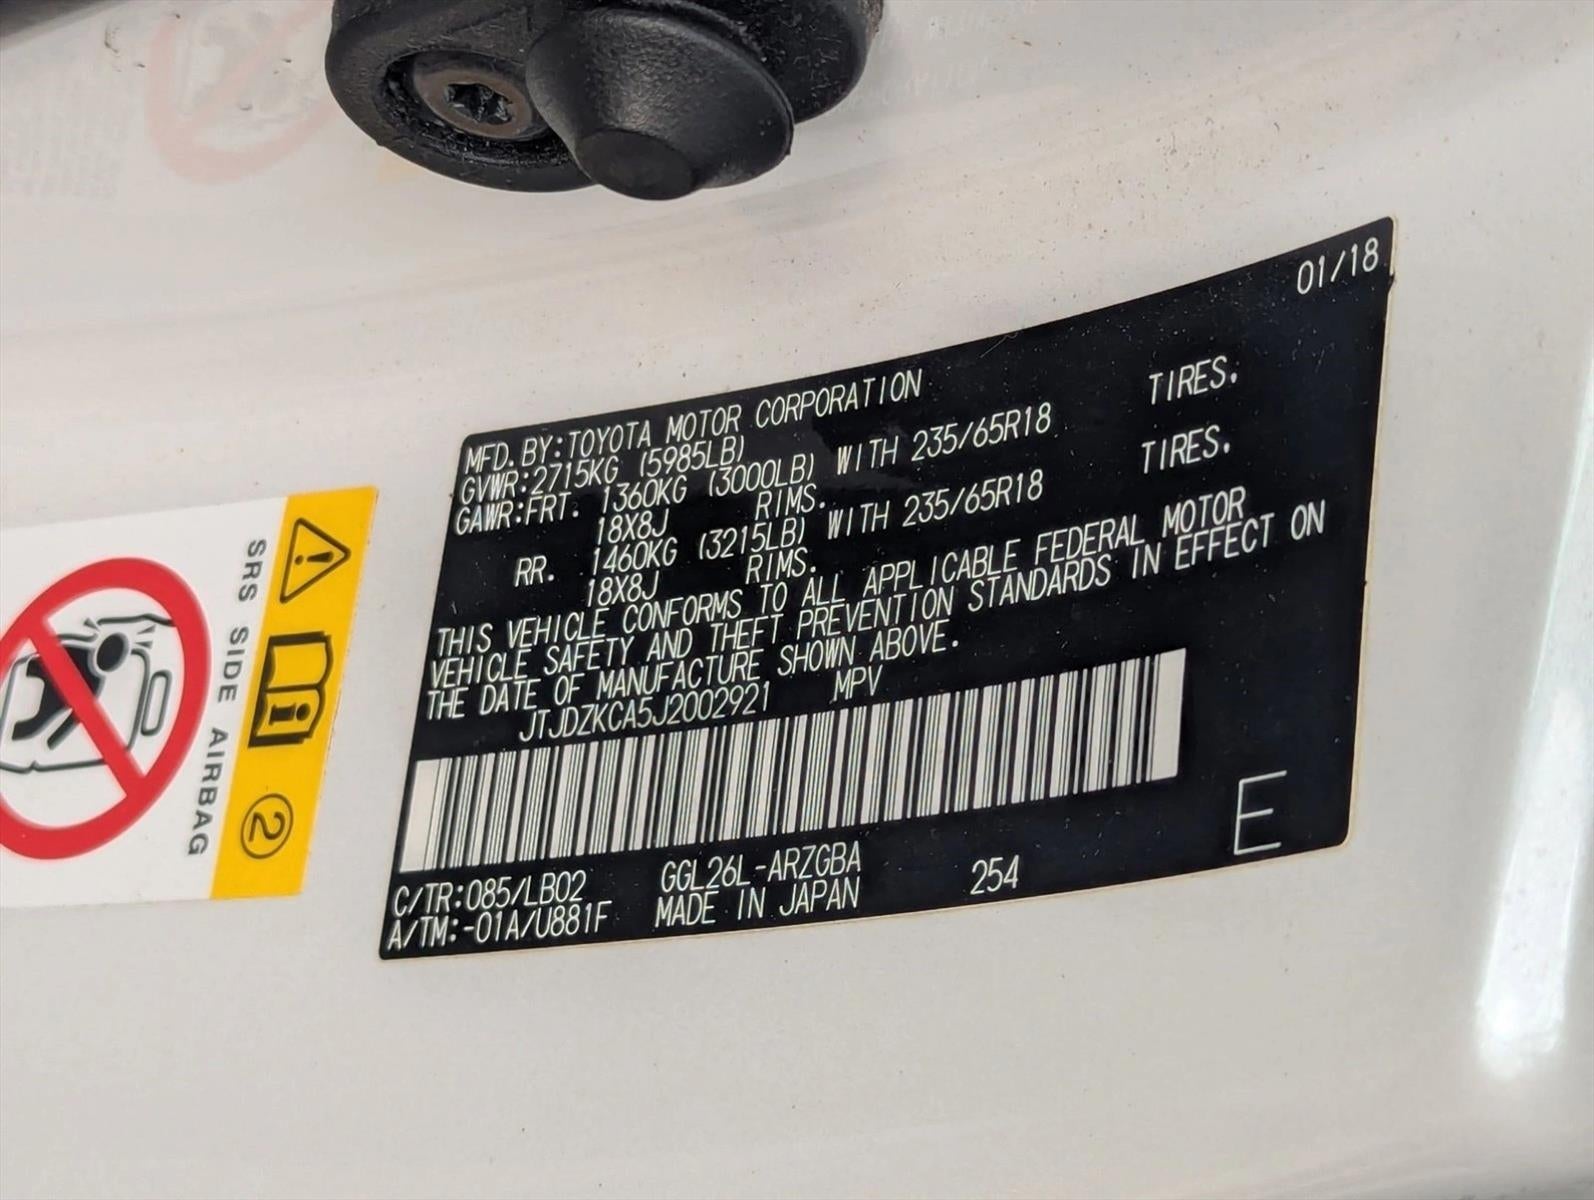 01/18
MFD. BY: TOYOTA MOTOR CORPORATION
GVWR: 2715KG (5985LB)
GAWR: FRT. 1360KG (3000LB) WITH 235/65R18 TIRES.
18X8J RIMS.
RR. 1460KG (3215LB) WITH 235/65R18 TIRES.
18X8J RIMS.
THIS VEHICLE CONFORMS TO ALL APPLICABLE FEDERAL MOTOR
VEHICLE SAFETY AND THEFT PREVENTION STANDARDS IN EFFECT ON
THE DATE OF MANUFACTURE SHOWN ABOVE.
JTJDZKCA5J2002921 MPV
E
C/TR: 085/LB02 GGL26L-ARZGBA 254
A/TM: -01A/U881F MADE IN JAPAN
SRS SIDE AIRBAG
2